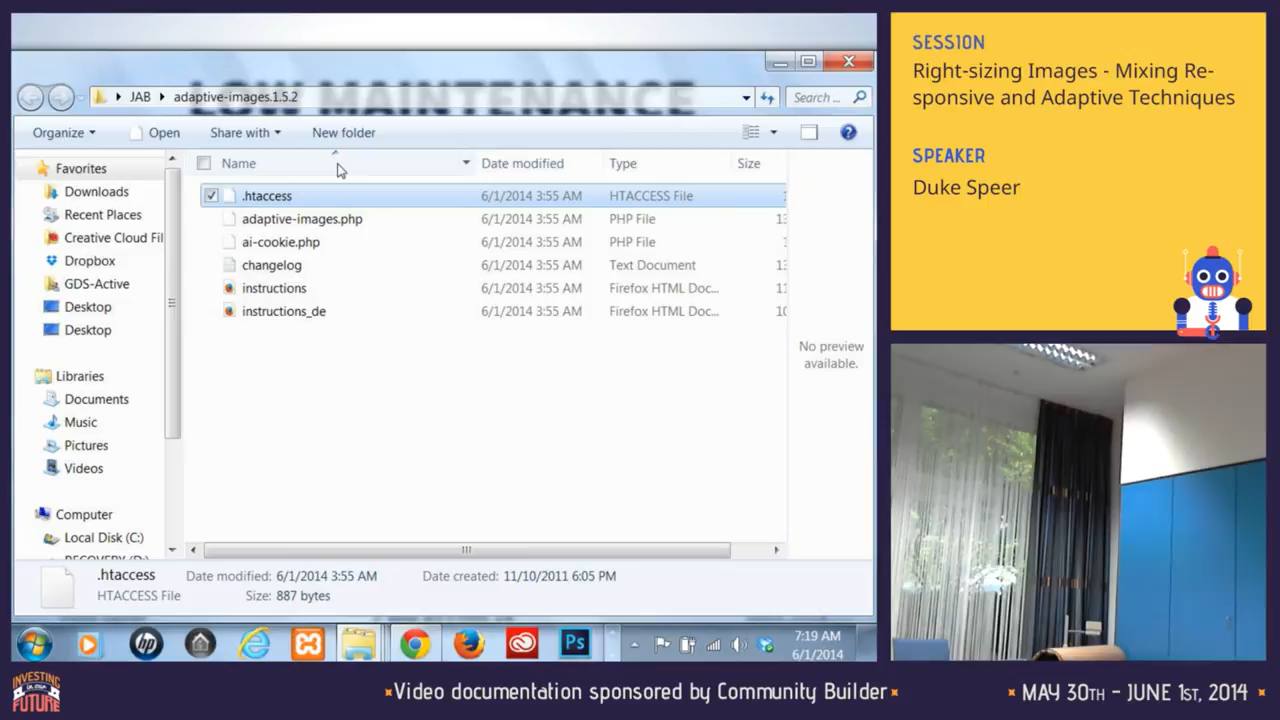 LOW MAINTENANCE
JAB
adaptive-images.1.5.2
Search ...
Organize
Open
Share with
New folder
Name
Date modified
Type
Size
.htaccess 6/1/2014 3:55 AM HTACCESS File
adaptive-images.php 6/1/2014 3:55 AM PHP File
ai-cookie.php 6/1/2014 3:55 AM PHP File
changelog 6/1/2014 3:55 AM Text Document
instructions 6/1/2014 3:55 AM Firefox HTML Doc...
instructions_de 6/1/2014 3:55 AM Firefox HTML Doc...
Favorites
Downloads
Recent Places
Creative Cloud Fil
Dropbox
GDS-Active
Desktop
Desktop
Libraries
Documents
Music
Pictures
Videos
Computer
Local Disk (C:)
No preview
available.
.htaccess
Date modified: 6/1/2014 3:55 AM
Date created: 11/10/2011 6:05 PM
HTACCESS File
Size: 887 bytes
hp
Ps
7:19 AM
6/1/2014
SESSION
Right-sizing Images - Mixing Re-
sponsive and Adaptive Techniques
SPEAKER
Duke Speer
INVESTING
IN OUR
FUTURE
Video documentation sponsored by Community Builder
MAY 30TH - JUNE 1ST, 2014